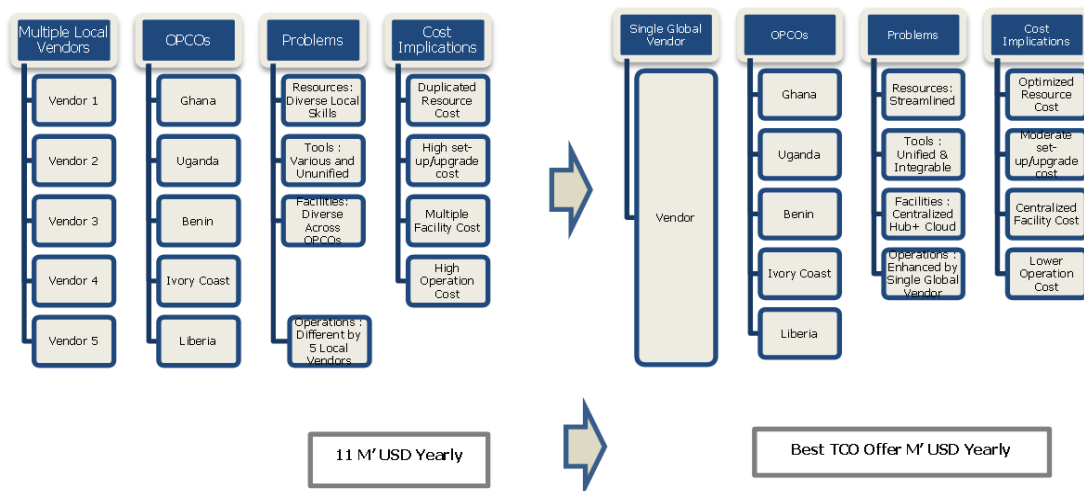 Multiple Local
Vendors
Vendor 1
Vendor 2
Vendor 3
Vendor 4
Vendor 5
OPCOs
Ghana
Uganda
Benin
Ivory Coast
Liberia
Problems
Resources:
Diverse Local
Skills
Tools :
Various and
Ununified
Facilities:
Diverse
Across
OPCOs
Operations :
Different by
5 Local
Vendors
Cost
Implications
Duplicated
Resource
Cost
High set-
up/upgrade
cost
Multiple
Facility Cost
High
Operation
Cost
11 M' USD Yearly
Single Global
Vendor
Vendor
OPCOs
Ghana
Uganda
Benin
Ivory Coast
Liberia
Problems
Resources:
Streamlined
Tools :
Unified &
Integrable
Facilities :
Centralized
Hub+ Cloud
Operations :
Enhanced by
Single Global
Vendor
Cost
Implications
Optimized
Resource
Cost
Moderate
set-
up/upgrade
cost
Centralized
Facility Cost
Lower
Operation
Cost
Best TCO Offer M' USD Yearly